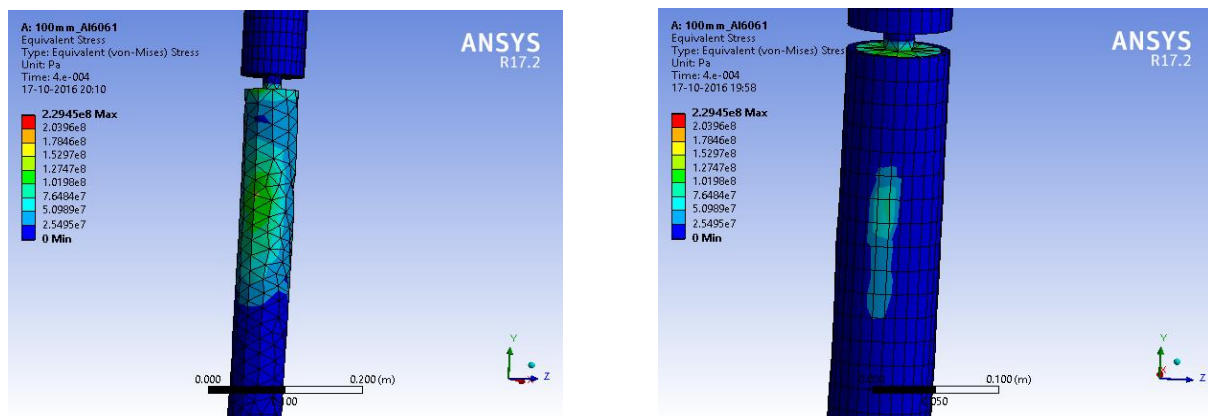 A: 100mm_Al6061
Equivalent Stress
Type: Equivalent (von-Mises) Stress
Unit: Pa
Time: 4.e-004
17-10-2016 20:10
ANSYS
R17.2
2.2945e8 Max
2.0396e8
1.7846e8
1.5297e8
1.2747e8
1.0198e8
7.6484e7
5.0989e7
2.5495e7
0 Min
0.000
0.200 (m)
0.100
Y
Z
A: 100mm_Al6061
Equivalent Stress
Type: Equivalent (von-Mises) Stres
Unit: Pa
Time: 4.e-004
17-10-2016 19:58
ANSYS
R17.2
2.2945e8 Max
2.0396e8
1.7846e8
1.5297e8
1.2747e8
1.0198e8
7.6484e7
5.0989e7
2.5495e7
0 Min
0.000
0.100 (m)
0.050
Y
X
Z